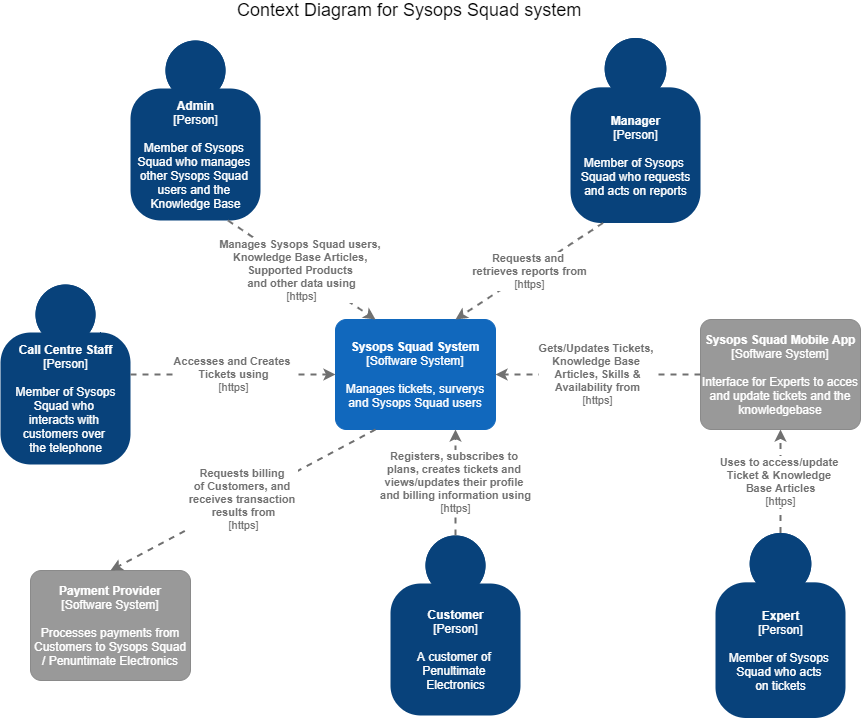 Context Diagram for Sysops Squad system
Admin
[Person]
Member of Sysops
Squad who manages
other Sysops Squad
users and the
Knowledge Base
Manager
[Person]
Member of Sysops
Squad who requests
and acts on reports
Manages Sysops Squad users,
Knowledge Base Articles,
Supported Products
and other data using
[https]
Requests and
retrieves reports from
[https]
Call Centre Staff
[Person]
Member of Sysops
Squad who
interacts with
customers over
the telephone
Accesses and Creates
Tickets using
[https]
Sysops Squad System
[Software System]
Manages tickets, surverys
and Sysops Squad users
Gets/Updates Tickets,
Knowledge Base
Articles, Skills &
Availability from
[https]
Sysops Squad Mobile App
[Software System]
Interface for Experts to acces
and update tickets and the
knowledgebase
Requests billing
of Customers, and
receives transaction
results from
[https]
Registers, subscribes to
plans, creates tickets and
views/updates their profile
and billing information using
[https]
Uses to access/update
Ticket & Knowledge
Base Articles
[https]
Payment Provider
[Software System]
Processes payments from
Customers to Sysops Squad
/ Penuntimate Electronics
Customer
[Person]
A customer of
Penultimate
Electronics
Expert
[Person]
Member of Sysops
Squad who acts
on tickets